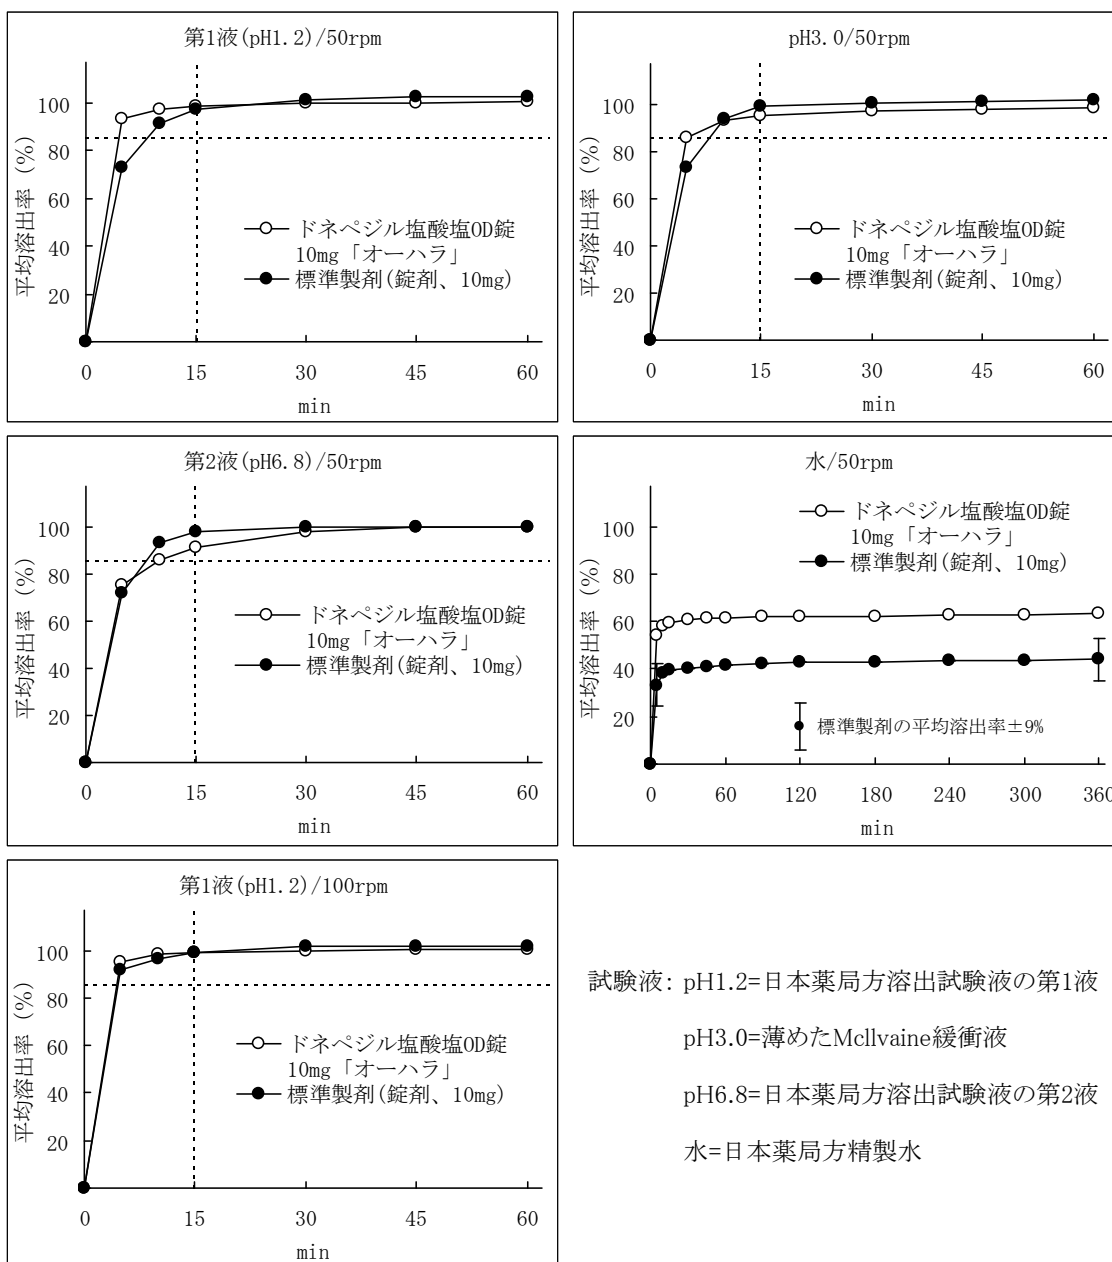 第1液(pH1.2)/50rpm
平均溶出率 (%)
100
80
60
40
20
ドネペジル塩酸塩OD錠
10mg「オーハラ」
標準製剤(錠剤、10mg)
0 15 30 45 60
min
pH3.0/50rpm
平均溶出率 (%)
100
80
60
40
20
ドネペジル塩酸塩OD錠
10mg「オーハラ」
標準製剤(錠剤、10mg)
0 15 30 45 60
min
第2液(pH6.8)/50rpm
平均溶出率 (%)
100
80
60
40
20
ドネペジル塩酸塩OD錠
10mg「オーハラ」
標準製剤(錠剤、10mg)
0 15 30 45 60
min
水/50rpm
平均溶出率 (%)
100
80
60
40
20
ドネペジル塩酸塩OD錠
10mg「オーハラ」
標準製剤(錠剤、10mg)
標準製剤の平均溶出率±9%
0 60 120 180 240 300 360
min
第1液(pH1.2)/100rpm
平均溶出率 (%)
100
80
60
40
20
ドネペジル塩酸塩OD錠
10mg「オーハラ」
標準製剤(錠剤、10mg)
0 15 30 45 60
min
試験液: pH1.2=日本薬局方溶出試験液の第1液
pH3.0=薄めたMcllvaine緩衝液
pH6.8=日本薬局方溶出試験液の第2液
水=日本薬局方精製水